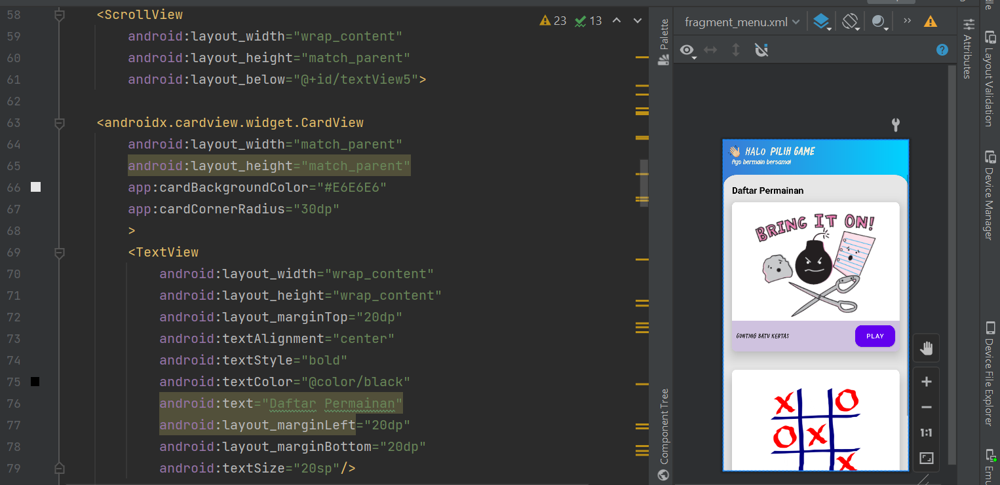 58 <ScrollView
59 android:layout_width="wrap_content"
60 android:layout_height="match_parent"
61 android:layout_below="@+id/textView5">
62
63 <androidx.cardview.widget.CardView
64 android:layout_width="match_parent"
65 android:layout_height="match_parent"
66 app:cardBackgroundColor="#E6E6E6"
67 app:cardCornerRadius="30dp"
68 >
69 <TextView
70 android:layout_width="wrap_content"
71 android:layout_height="wrap_content"
72 android:layout_marginTop="20dp"
73 android:textAlignment="center"
74 android:textStyle="bold"
75 android:textColor="@color/black"
76 android:text="Daftar Permainan"
77 android:layout_marginLeft="20dp"
78 android:layout_marginBottom="20dp"
79 android:textSize="20sp"/>
23 13
Palette
Component Tree
fragment_menu.xml
HALO PILIH GAME
Ayo bermain bersama!
Daftar Permainan
BRING IT ON!
GUNTING BATU KERTAS
PLAY
X O
O X
X
1:1
Attributes
Layout Validation
Device Manager
Device File Explorer